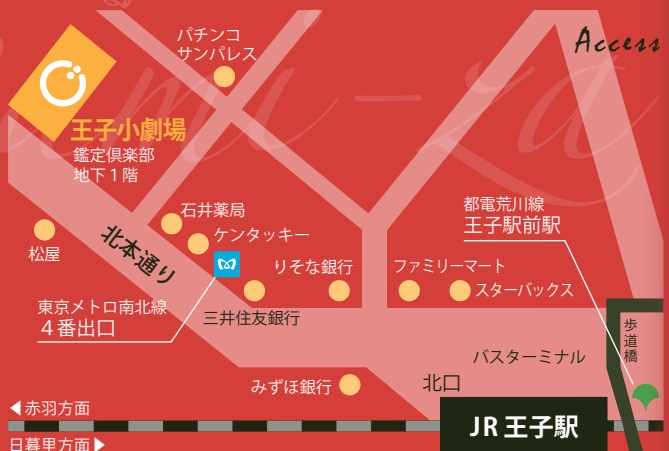 Access
パチンコ
サンパレス
王子小劇場
鑑定倶楽部
地下1階
石井薬局
ケンタッキー
松屋
北本通り
りそな銀行
ファミリーマート
スターバックス
都電荒川線
王子駅前駅
東京メトロ南北線
4番出口
三井住友銀行
歩道橋
バスターミナル
みずほ銀行
北口
◀赤羽方面
JR 王子駅
日暮里方面▶